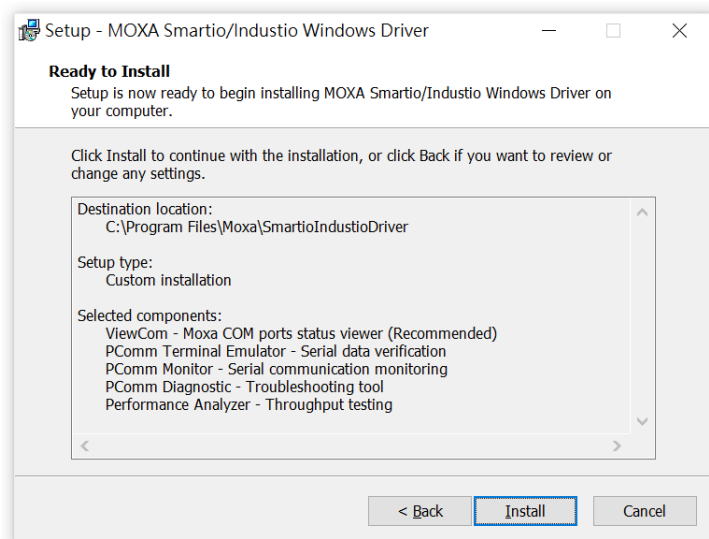 Setup - MOXA Smartio/Industio Windows Driver
Ready to Install
Setup is now ready to begin installing MOXA Smartio/Industio Windows Driver on
your computer.
Click Install to continue with the installation, or click Back if you want to review or
change any settings.
Destination location:
C:\Program Files\Moxa\SmartioIndustioDriver
Setup type:
Custom installation
Selected components:
ViewCom - Moxa COM ports status viewer (Recommended)
PComm Terminal Emulator - Serial data verification
PComm Monitor - Serial communication monitoring
PComm Diagnostic - Troubleshooting tool
Performance Analyzer - Throughput testing
< Back
Install
Cancel